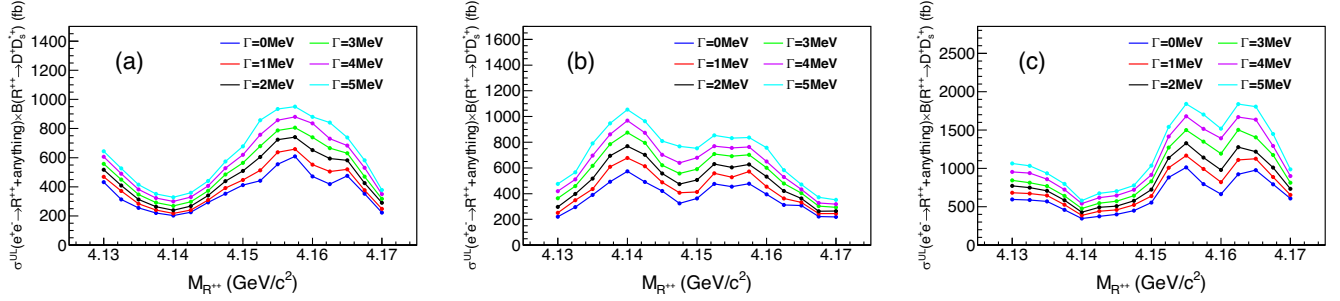 σ^UL(e⁺e⁻→R⁺⁺+anything)×B(R⁺⁺→D⁺D_s*⁺) (fb)
1400
1200
1000
800
600
400
200
0
(a)
Γ=0MeV Γ=3MeV
Γ=1MeV Γ=4MeV
Γ=2MeV Γ=5MeV
4.13 4.14 4.15 4.16 4.17
M_R⁺⁺ (GeV/c²)
σ^UL(e⁺e⁻→R⁺⁺+anything)×B(R⁺⁺→D⁺D_s*⁺) (fb)
1600
1400
1200
1000
800
600
400
200
0
(b)
Γ=0MeV Γ=3MeV
Γ=1MeV Γ=4MeV
Γ=2MeV Γ=5MeV
4.13 4.14 4.15 4.16 4.17
M_R⁺⁺ (GeV/c²)
σ^UL(e⁺e⁻→R⁺⁺+anything)×B(R⁺⁺→D⁺D_s*⁺) (fb)
2500
2000
1500
1000
500
0
(c)
Γ=0MeV Γ=3MeV
Γ=1MeV Γ=4MeV
Γ=2MeV Γ=5MeV
4.13 4.14 4.15 4.16 4.17
M_R⁺⁺ (GeV/c²)